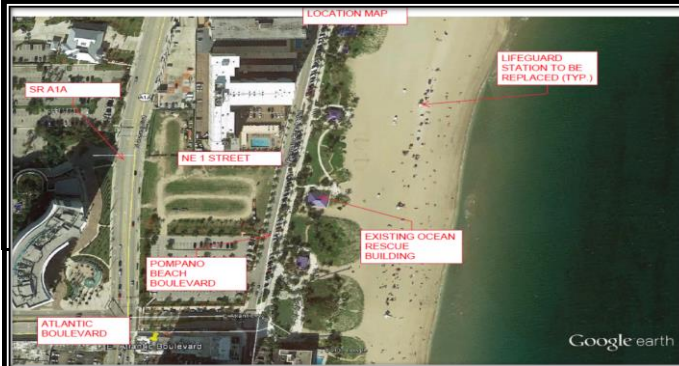 LOCATION MAP
LIFEGUARD
STATION TO BE
REPLACED (TYP.)
SR A1A
NE 1 STREET
EXISTING OCEAN
RESCUE
BUILDING
POMPANO
BEACH
BOULEVARD
ATLANTIC
BOULEVARD
Google earth